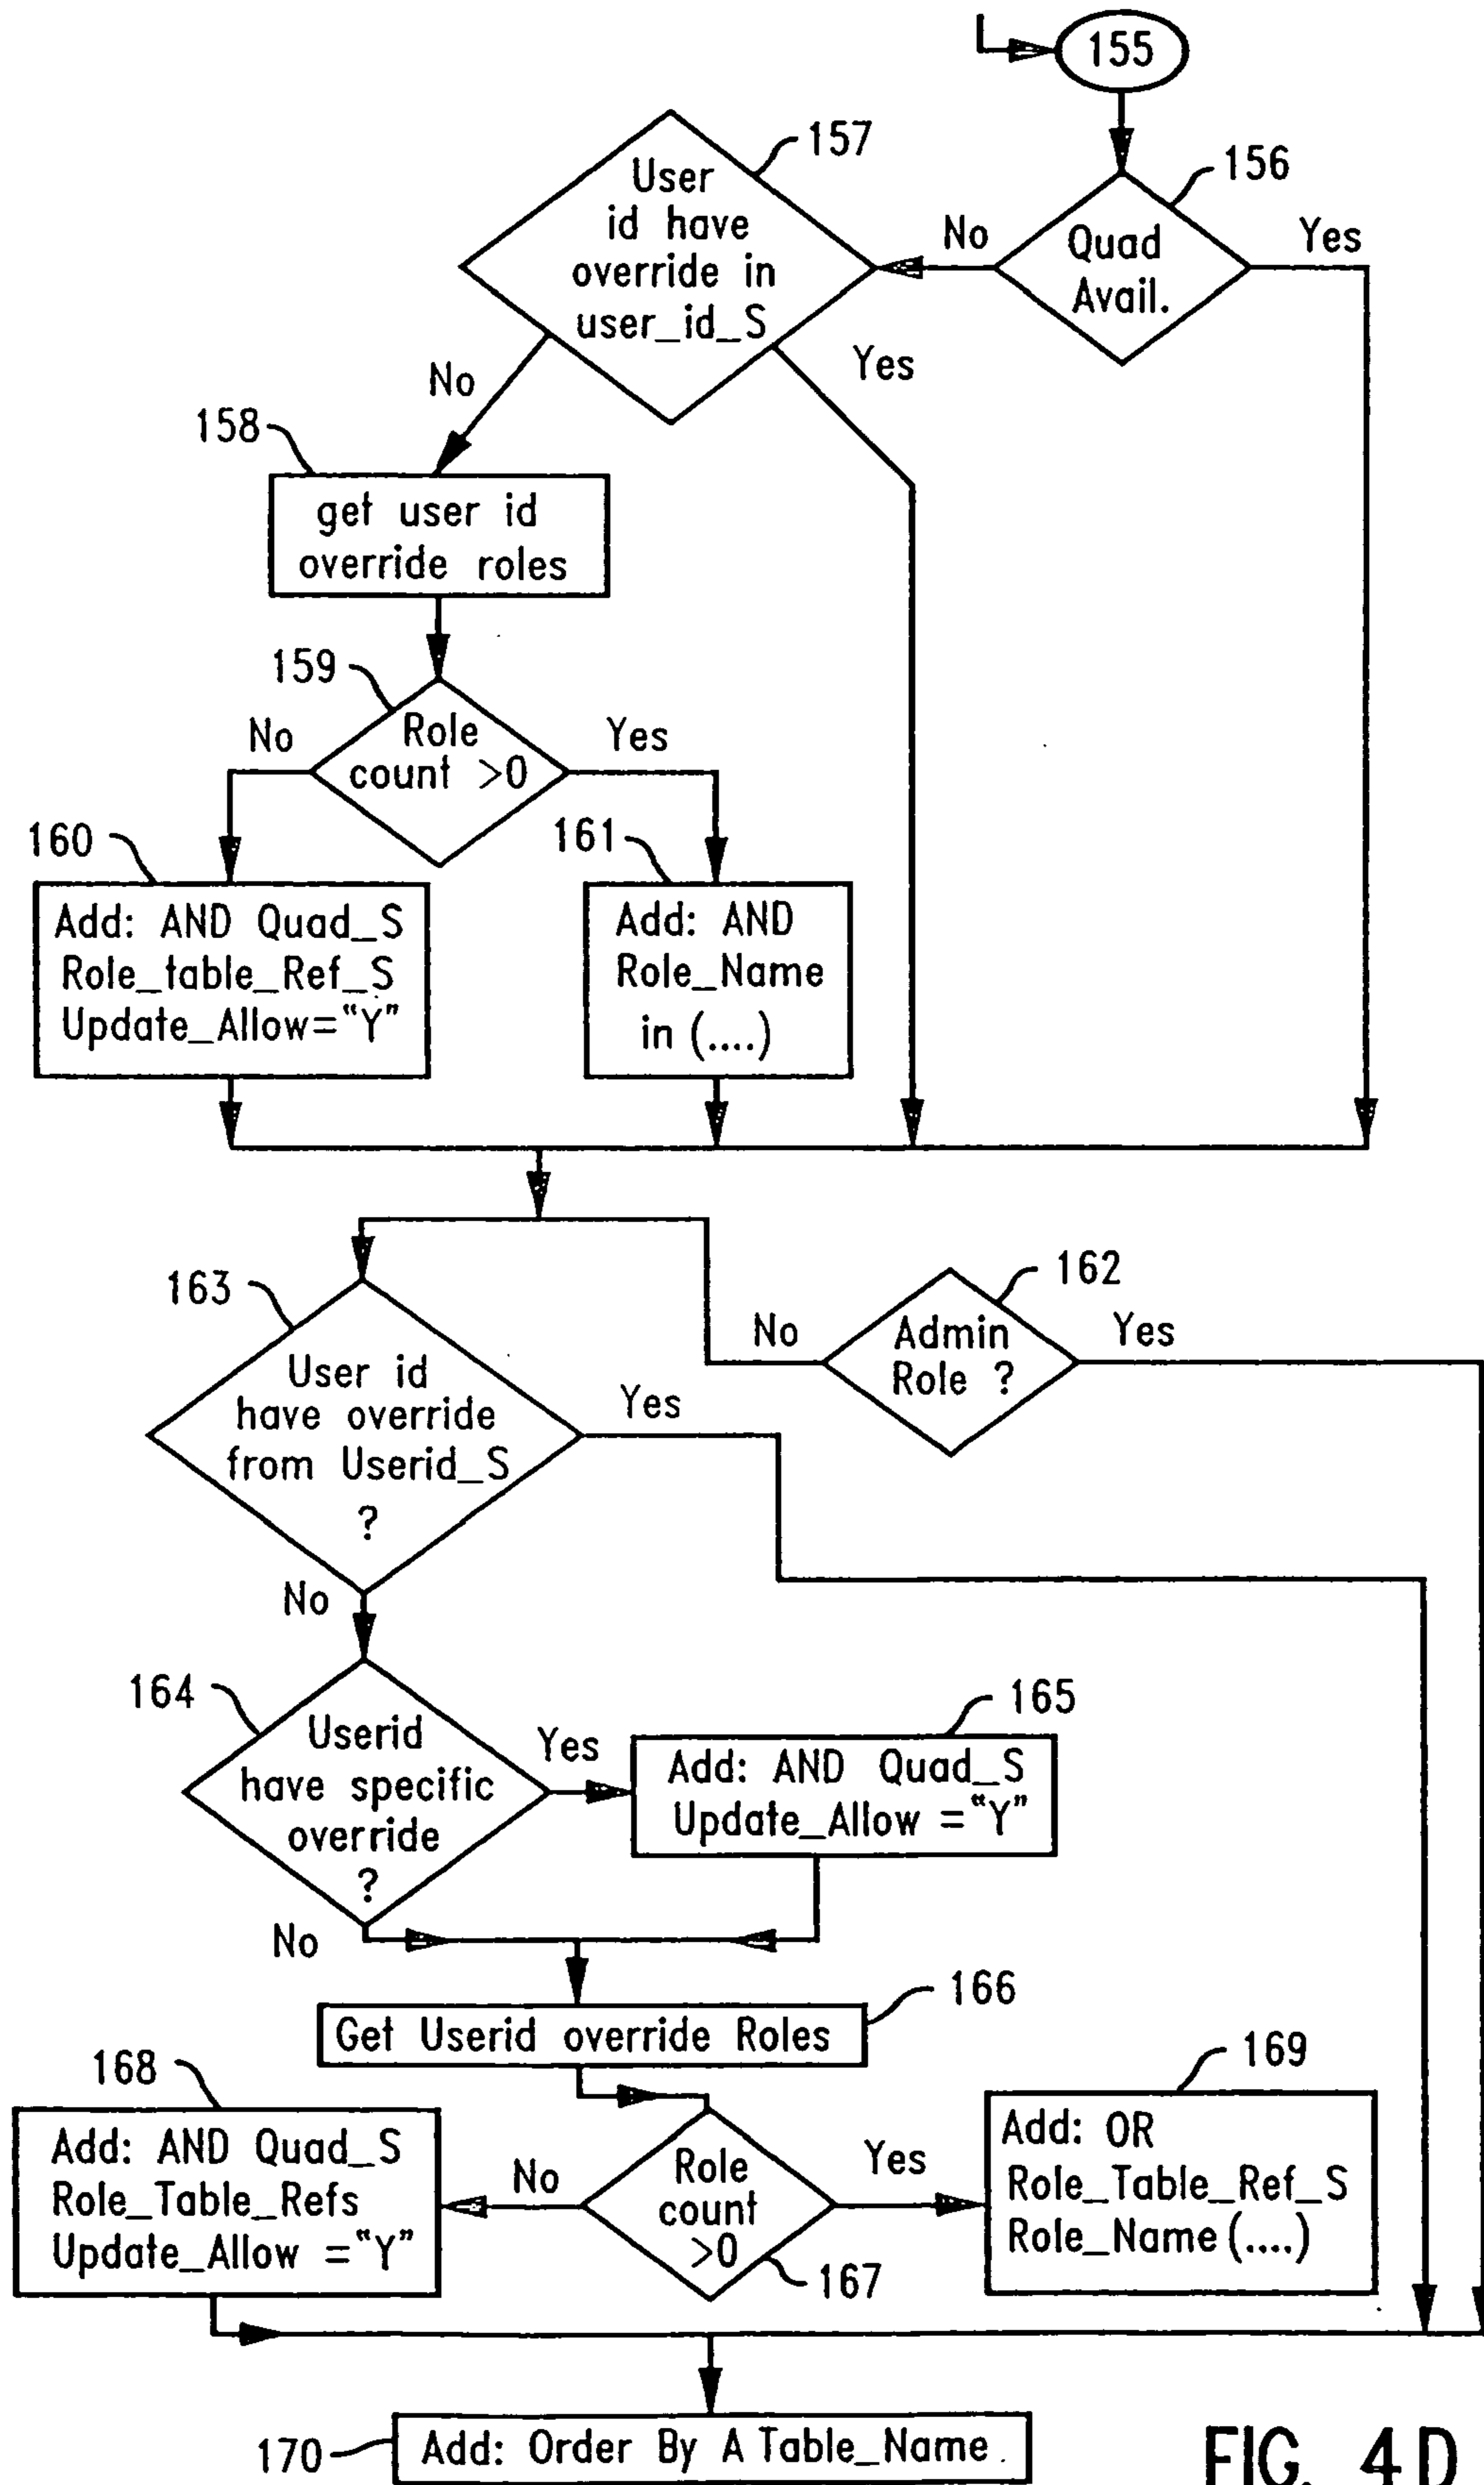 155
157
User
id have
override in
user_id_S
156
No
Quad
Avail.
Yes
Yes
No
158
get user id
override roles
159
No
Role
count >0
Yes
160
161
Add: AND Quad_S
Role_table_Ref_S
Update_Allow="Y"
Add: AND
Role_Name
in (....)
163
162
No
Admin
Role ?
Yes
User id
have override
from Userid_S
?
Yes
No
164
Userid
have specific
override
?
Yes
165
Add: AND Quad_S
Update_Allow ="Y"
No
166
Get Userid override Roles
168
169
Add: AND Quad_S
Role_Table_Refs
Update_Allow ="Y"
No
Role
count
>0
Yes
167
Add: OR
Role_Table_Ref_S
Role_Name (....)
170
Add: Order By A Table_Name
FIG. 4D